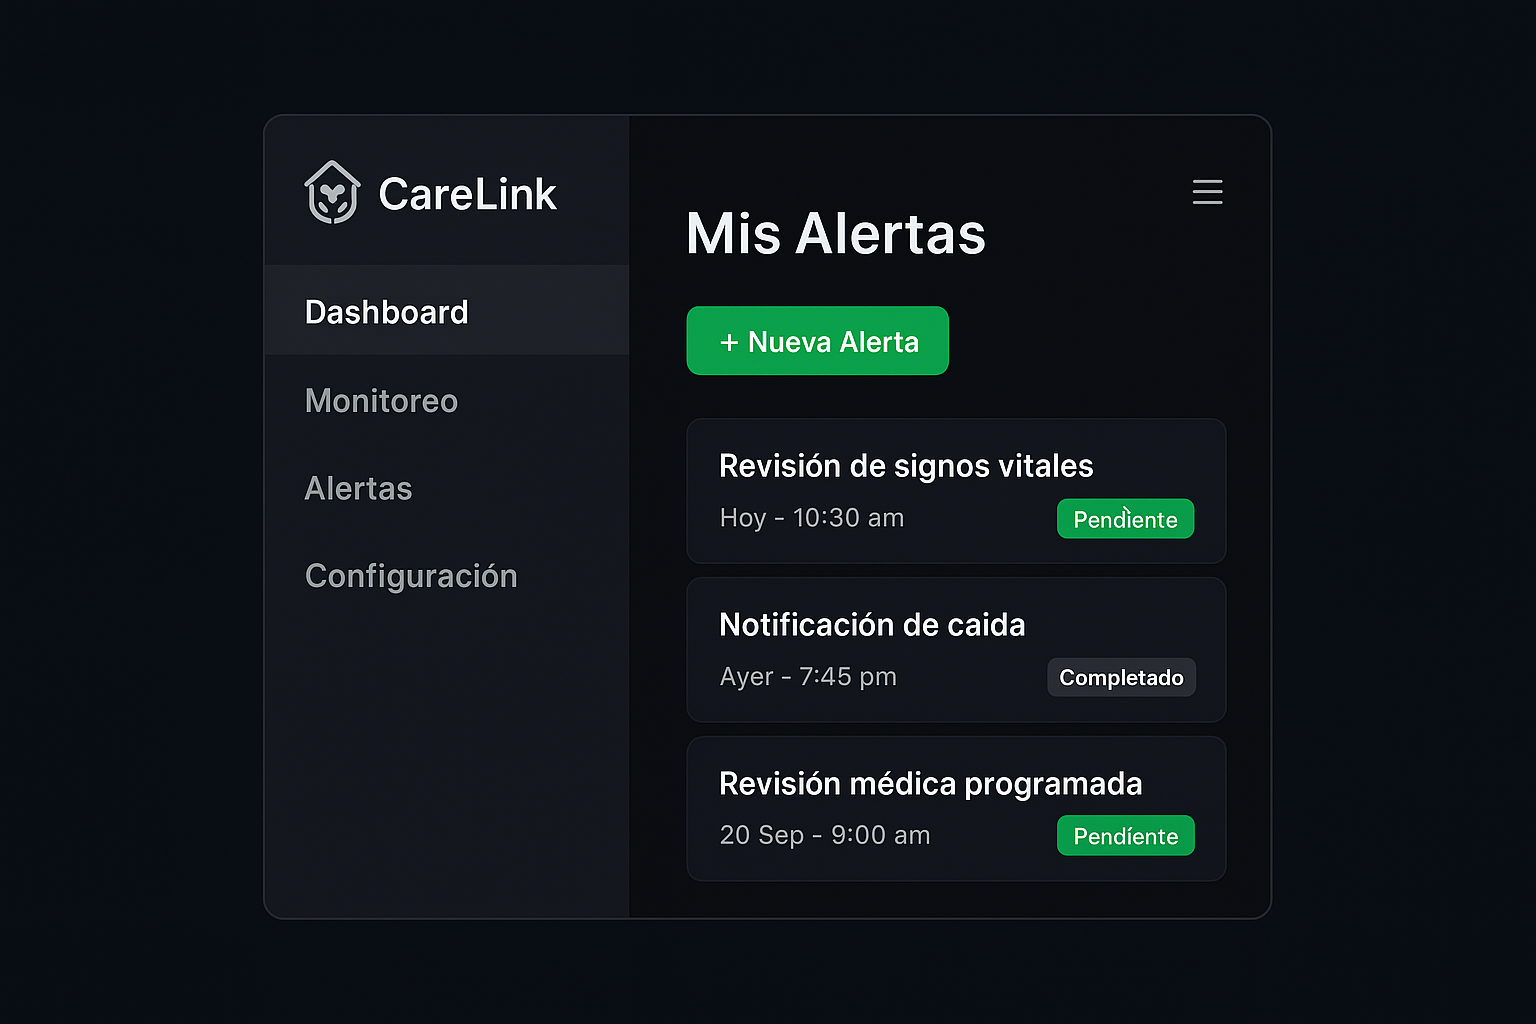 CareLink
Dashboard
Monitoreo
Alertas
Configuración
Mis Alertas
+ Nueva Alerta
Revisión de signos vitales
Hoy - 10:30 am
Pendìente
Notificación de caida
Ayer - 7:45 pm
Completado
Revisión médica programada
20 Sep - 9:00 am
Pendíente